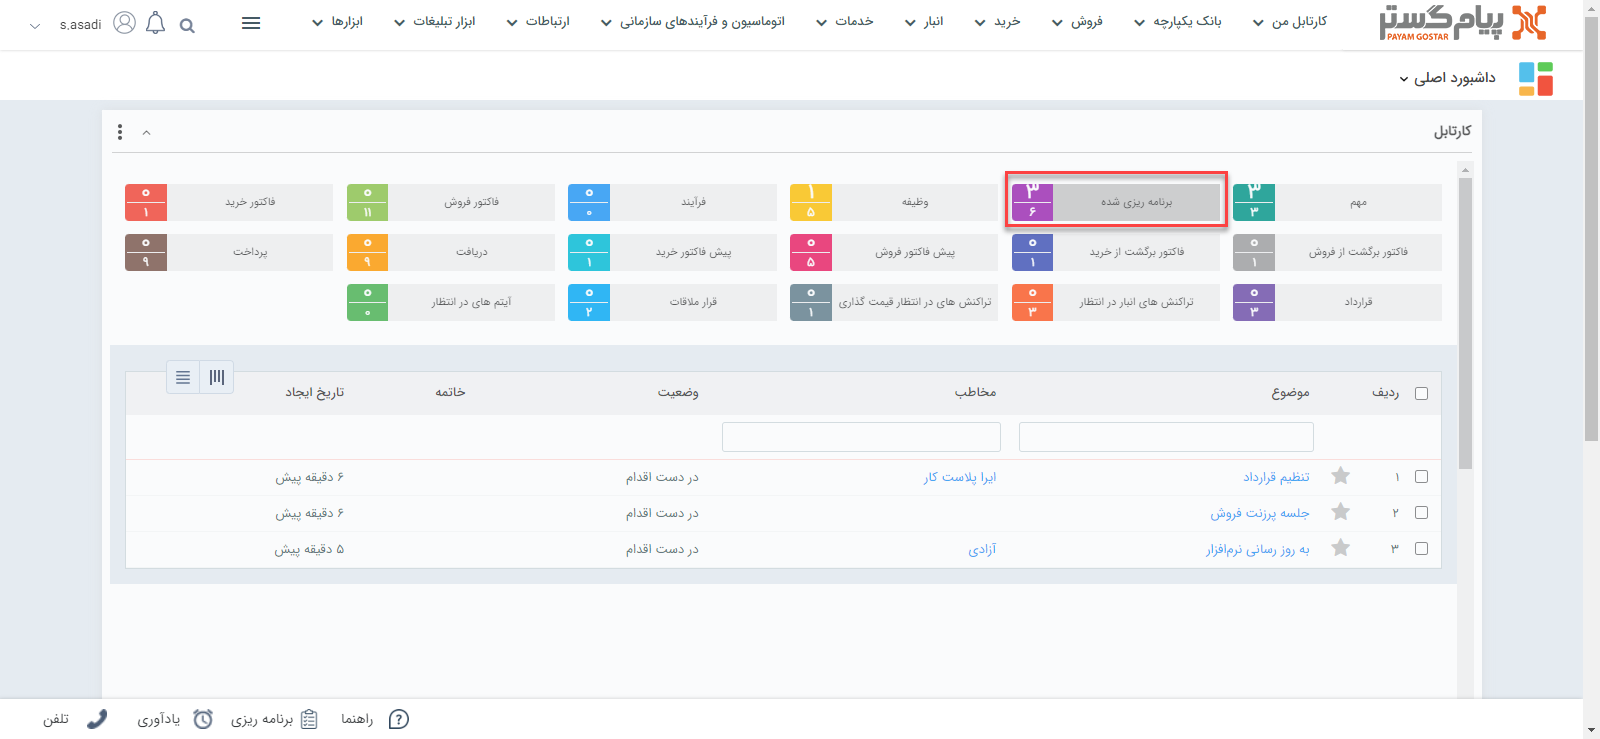 پیام گستر
PAYAM GOSTAR
کارتابل من
بانک یکپارچه
فروش
خرید
انبار
خدمات
اتوماسیون و فرآیندهای سازمانی
ارتباطات
ابزار تبلیغات
ابزارها
s.asadi
داشبورد اصلی
کارتابل
مهم ۳ ۳
برنامه ریزی شده ۳ ۶
وظیفه ۱ ۵
فرآیند ۰ ۰
فاکتور فروش ۰ ۱۱
فاکتور خرید ۰ ۱
فاکتور برگشت از فروش ۰ ۱
فاکتور برگشت از خرید ۰ ۱
پیش فاکتور فروش ۰ ۵
پیش فاکتور خرید ۰ ۱
دریافت ۰ ۹
پرداخت ۰ ۹
قرارداد ۰ ۳
تراکنش های انبار در انتظار ۰ ۳
تراکنش های در انتظار قیمت گذاری ۰ ۱
قرار ملاقات ۰ ۲
آیتم های در انتظار ۰ ۰
ردیف موضوع مخاطب وضعیت خاتمه تاریخ ایجاد
۱ تنظیم قرارداد ایرا پلاست کار در دست اقدام ۶ دقیقه پیش
۲ جلسه پرزنت فروش در دست اقدام ۶ دقیقه پیش
۳ به روز رسانی نرم‌افزار آزادی در دست اقدام ۵ دقیقه پیش
راهنما
برنامه ریزی
یادآوری
تلفن